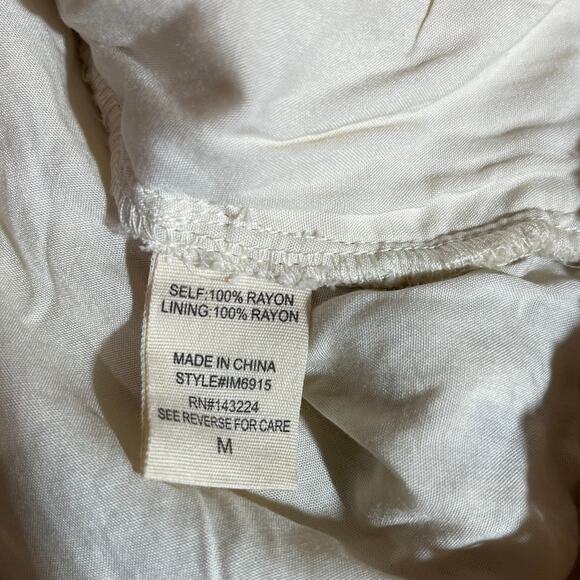 SELF:100% RAYON
LINING:100% RAYON
MADE IN CHINA
STYLE#IM6915
RN#143224
SEE REVERSE FOR CARE
M